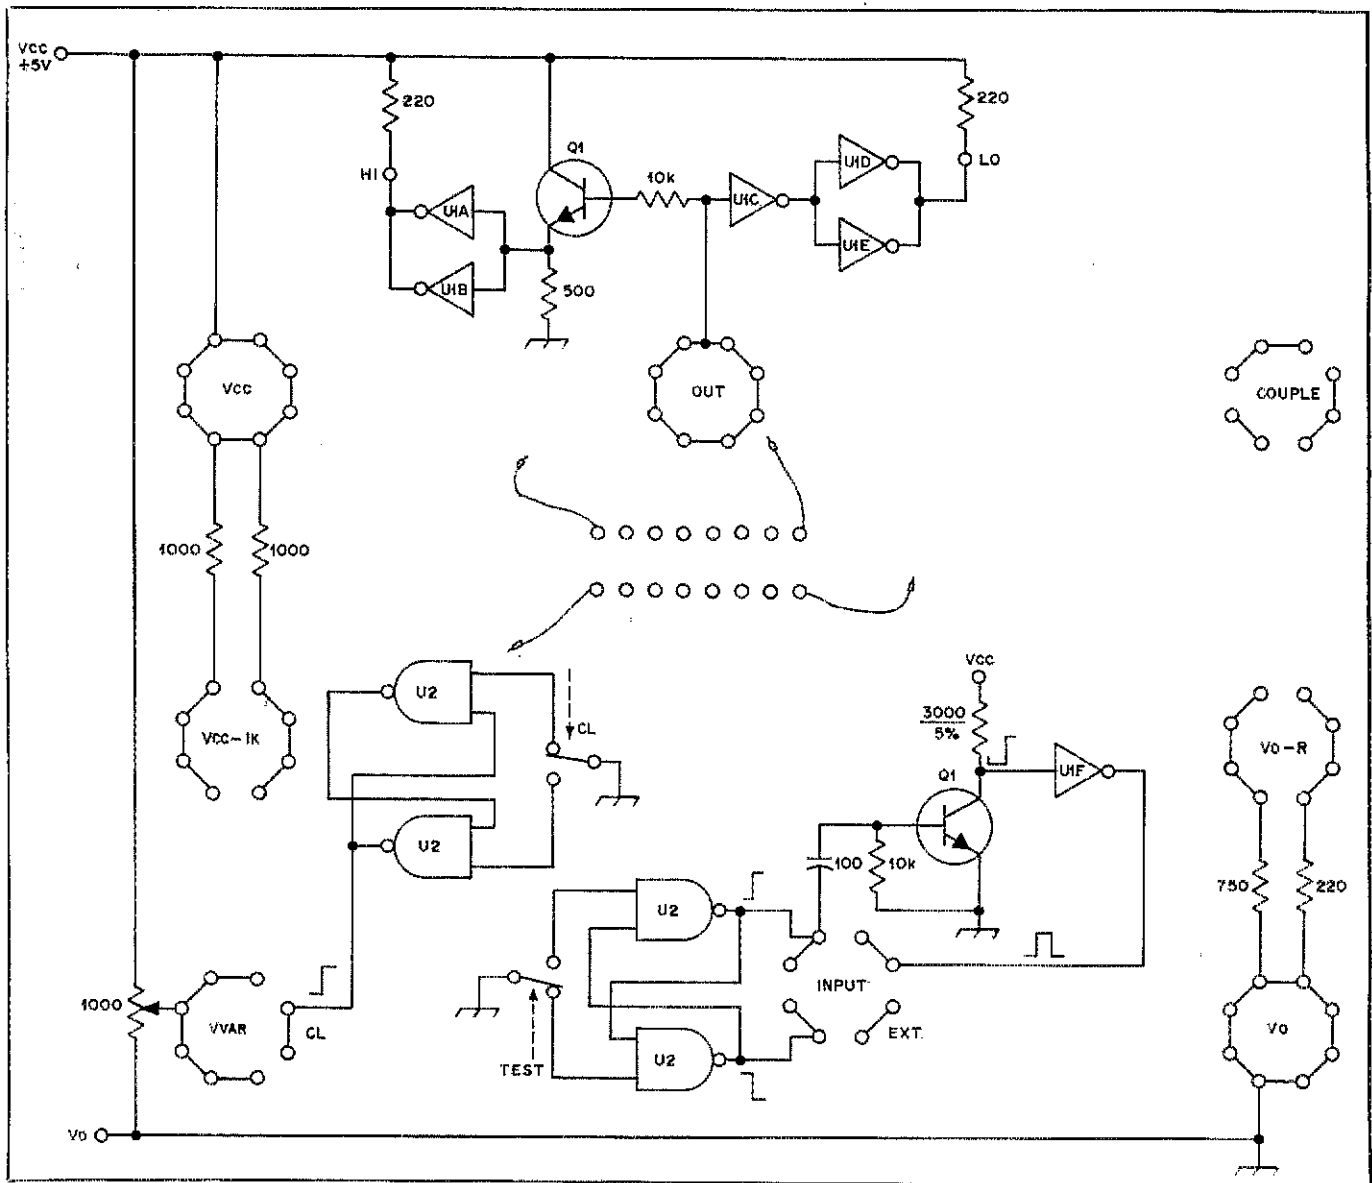 VCC
+5V
220
Q1
220
HI
10k
U1C
U1D
LO
U1A
U1E
U1B
500
VCC
OUT
COUPLE
1000
1000
VCC
U2
3000
5%
VCC-1K
CL
VO-R
Q1
U1F
U2
100
10k
750
220
U2
1000
VVAR
CL
INPUT
EXT.
VO
TEST
U2
VO